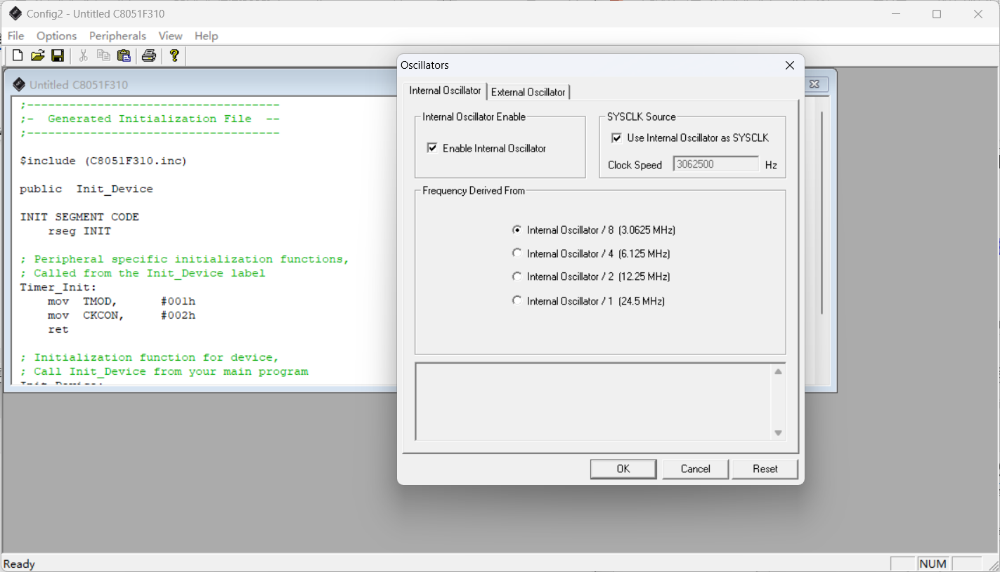 Config2 - Untitled C8051F310
File Options Peripherals View Help
Untitled C8051F310
;------------------------------------
;-  Generated Initialization File  --
;------------------------------------
$include (C8051F310.inc)
public  Init_Device
INIT SEGMENT CODE
    rseg INIT
; Peripheral specific initialization functions,
; Called from the Init_Device label
Timer_Init:
    mov  TMOD,      #001h
    mov  CKCON,     #002h
    ret
; Initialization function for device,
; Call Init_Device from your main program
Init_Device:
Oscillators
Internal Oscillator External Oscillator
Internal Oscillator Enable
Enable Internal Oscillator
SYSCLK Source
Use Internal Oscillator as SYSCLK
Clock Speed 3062500 Hz
Frequency Derived From
Internal Oscillator / 8 (3.0625 MHz)
Internal Oscillator / 4 (6.125 MHz)
Internal Oscillator / 2 (12.25 MHz)
Internal Oscillator / 1 (24.5 MHz)
OK Cancel Reset
Ready NUM